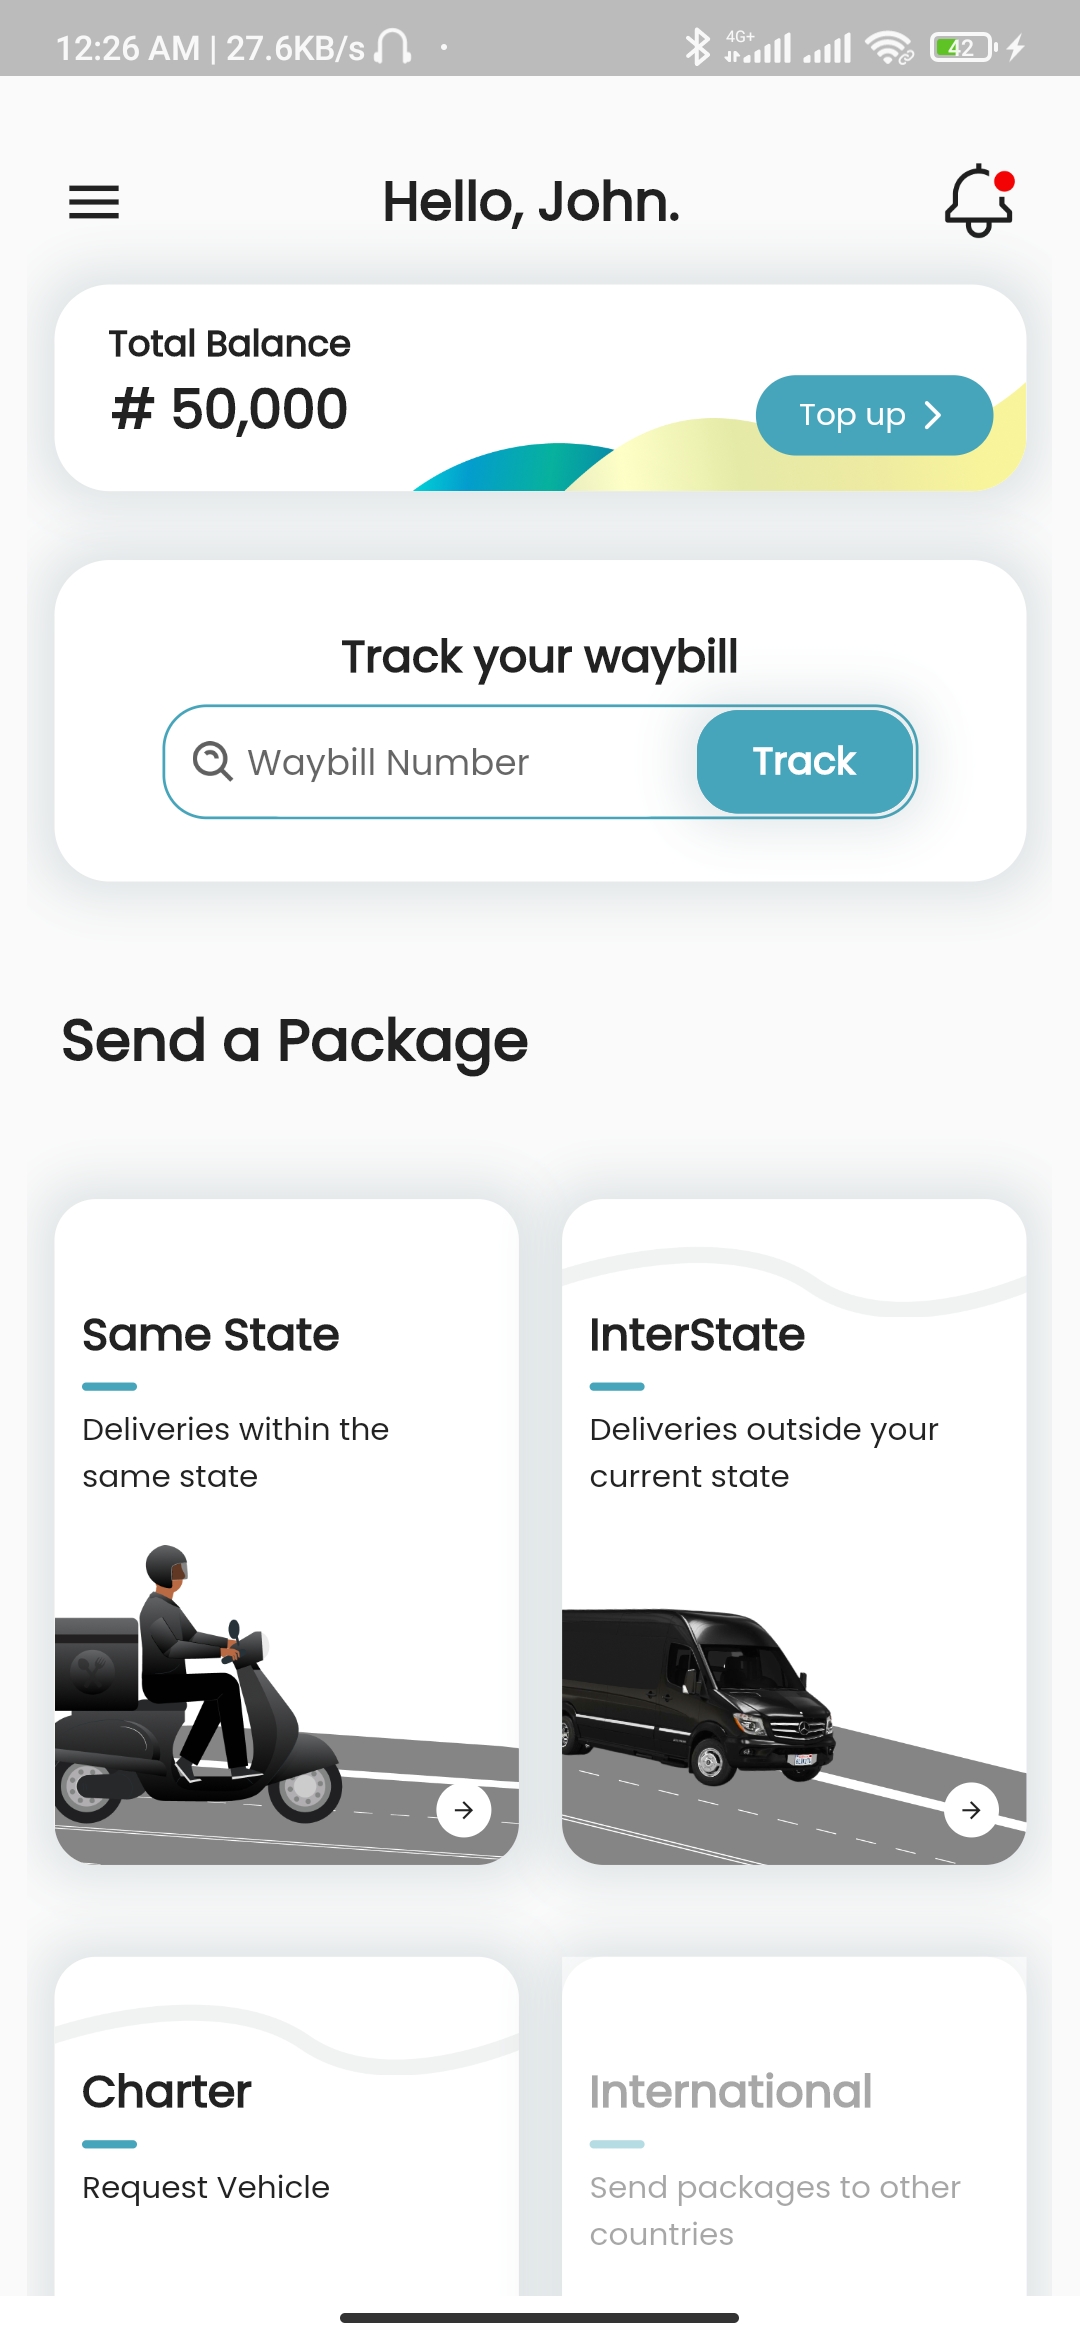 12:26 AM | 27.6KB/s
4G+
42
Hello, John.
Total Balance
# 50,000
Top up
Track your waybill
Waybill Number
Track
Send a Package
Same State
Deliveries within the
same state
InterState
Deliveries outside your
current state
Charter
Request Vehicle
International
Send packages to other
countries